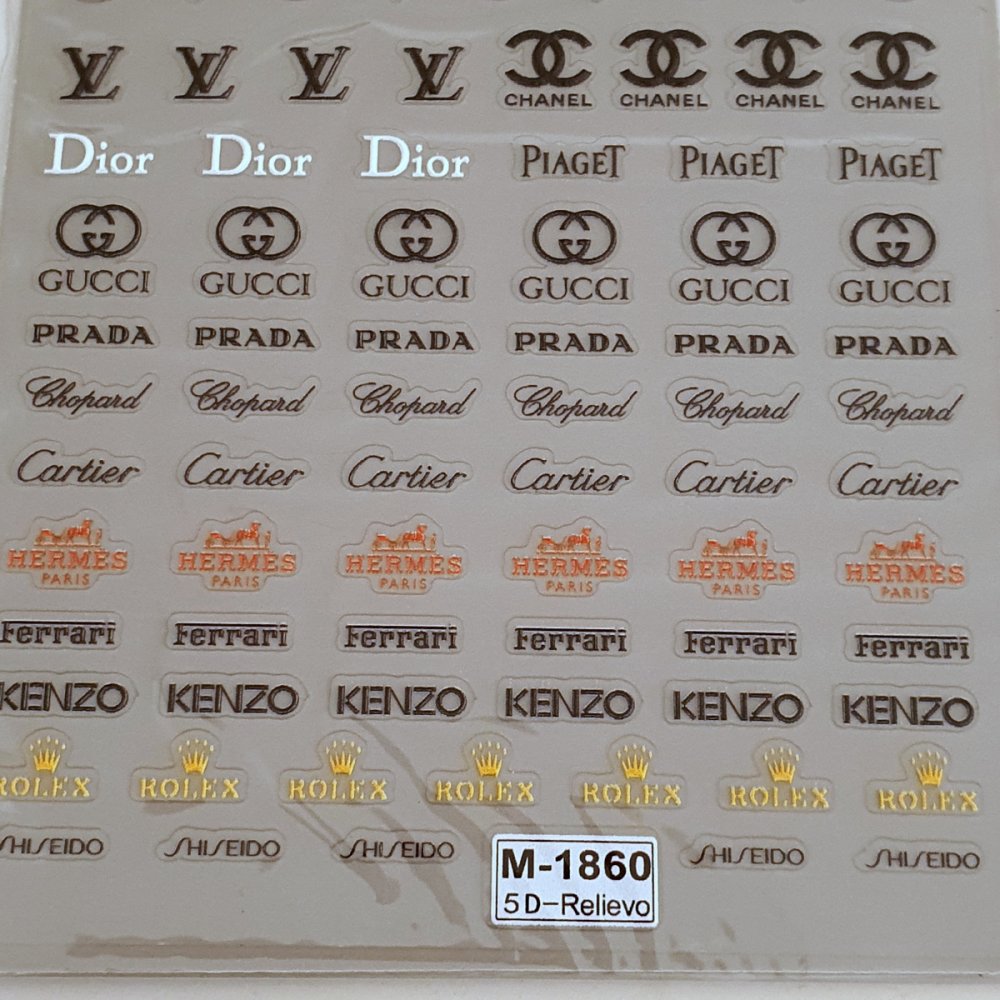 LV LV LV LV CHANEL CHANEL CHANEL CHANEL
Dior Dior Dior PIAGET PIAGET PIAGET
GUCCI GUCCI GUCCI GUCCI GUCCI GUCCI
PRADA PRADA PRADA PRADA PRADA PRADA
Chopard Chopard Chopard Chopard Chopard Chopard
Cartier Cartier Cartier Cartier Cartier Cartier
HERMES HERMES HERMES HERMES HERMES HERMES
PARIS PARIS PARIS PARIS PARIS PARIS
Ferrari Ferrari Ferrari Ferrari Ferrari Ferrari
KENZO KENZO KENZO KENZO KENZO KENZO
ROLEX ROLEX ROLEX ROLEX ROLEX ROLEX ROLEX
SHISEIDO SHISEIDO SHISEIDO SHISEIDO SHISEIDO
M-1860
5D-Relievo